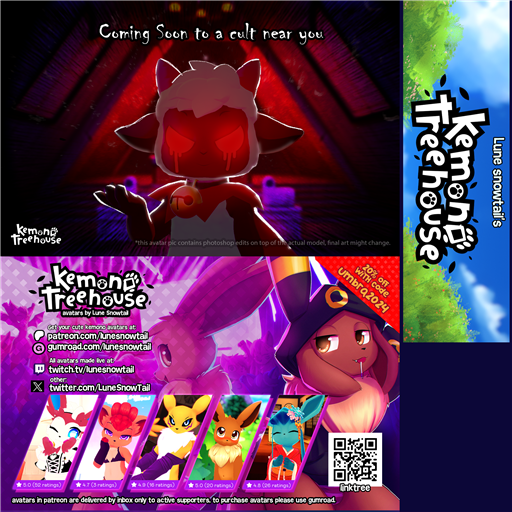 Coming Soon to a cult near you
Kemono
Treehouse
*this avatar pic contains photoshop edits on top of the actual model, final art might change.
Lune snowtail's
Kemono
Treehouse
Kemono
Treehouse
avatars by Lune Snowtail
Get your cute kemono avatars at:
patreon.com/lunesnowtail
gumroad.com/lunesnowtail
All avatars made live at:
twitch.tv/lunesnowtail
other:
twitter.com/LuneSnowTail
20% off
with code
umbra2024
5.0 (52 ratings)
4.7 (3 ratings)
4.9 (16 ratings)
5.0 (20 ratings)
4.8 (26 ratings)
linktree
avatars in patreon are delivered by inbox only to active supporters, to purchase avatars please use gumroad.